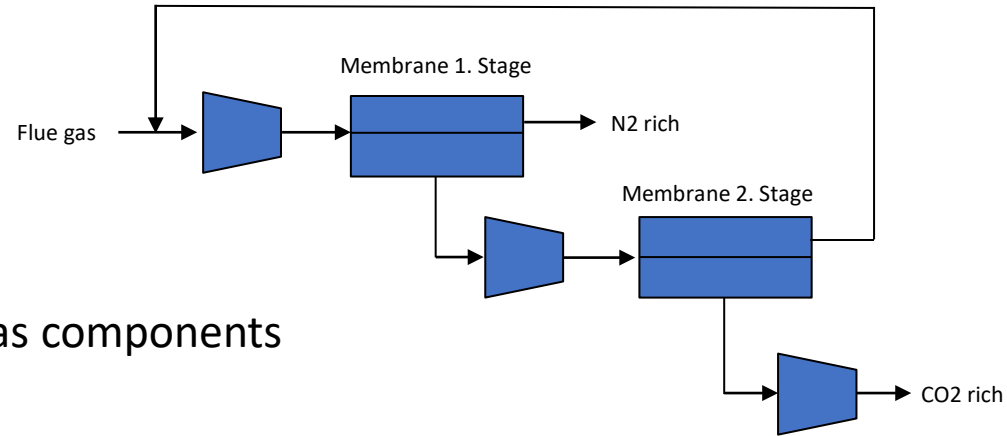 Membrane 1. Stage
Flue gas
N2 rich
Membrane 2. Stage
as components
CO2 rich